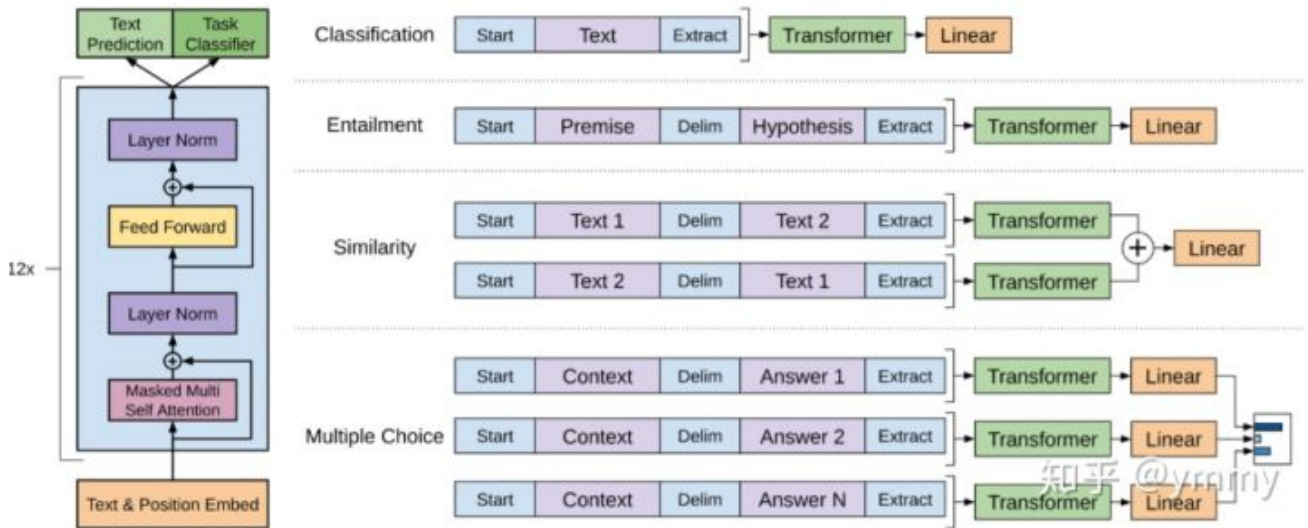 Text
Prediction
Task
Classifier
Layer Norm
Feed Forward
12x
Layer Norm
Masked Multi
Self Attention
Text & Position Embed
Classification
Start Text Extract Transformer Linear
Entailment
Start Premise Delim Hypothesis Extract Transformer Linear
Similarity
Start Text 1 Delim Text 2 Extract Transformer
Linear
Start Text 2 Delim Text 1 Extract Transformer
Multiple Choice
Start Context Delim Answer 1 Extract Transformer Linear
Start Context Delim Answer 2 Extract Transformer Linear
Start Context Delim Answer N Extract Transformer Linear
知乎 @ymmy